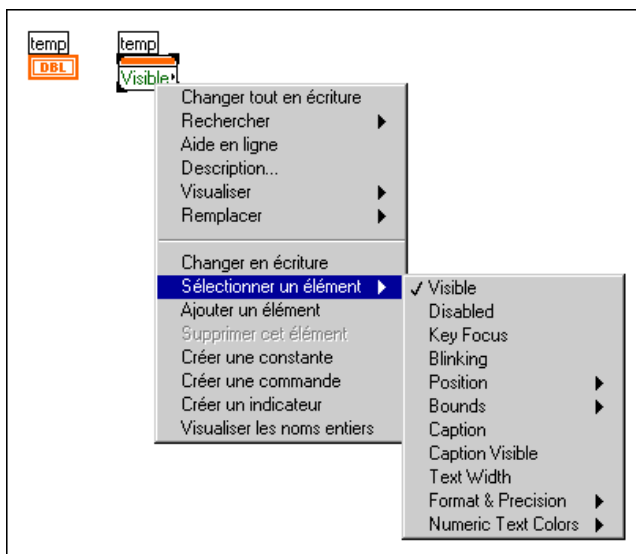 temp temp
DBL
Visible
Changer tout en écriture
Rechercher
Aide en ligne
Description...
Visualiser
Remplacer
Changer en écriture
Sélectionner un élément
Ajouter un élément
Supprimer cet élément
Créer une constante
Créer une commande
Créer un indicateur
Visualiser les noms entiers
Visible
Disabled
Key Focus
Blinking
Position
Bounds
Caption
Caption Visible
Text Width
Format & Precision
Numeric Text Colors